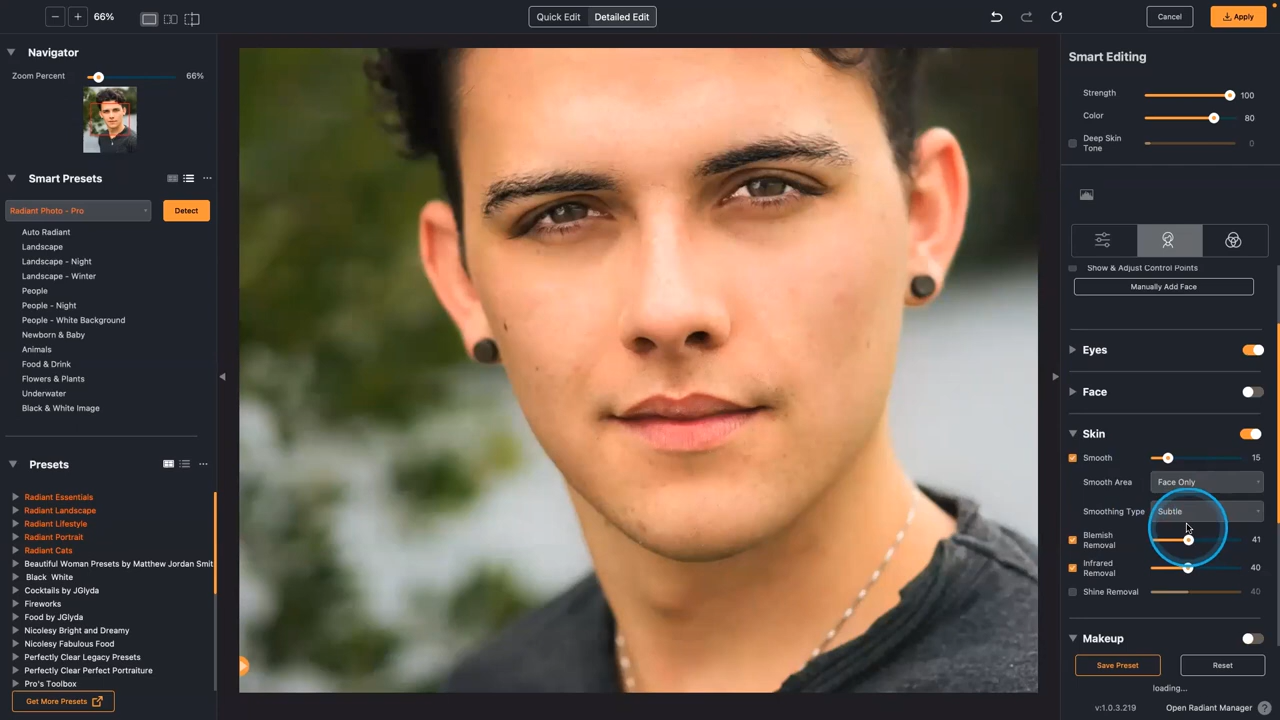 66%
Quick Edit
Detailed Edit
Cancel
Apply
Navigator
Zoom Percent
66%
Smart Presets
Radiant Photo - Pro
Detect
Auto Radiant
Landscape
Landscape - Night
Landscape - Winter
People
People - Night
People - White Background
Newborn & Baby
Animals
Food & Drink
Flowers & Plants
Underwater
Black & White Image
Presets
Radiant Essentials
Radiant Landscape
Radiant Lifestyle
Radiant Portrait
Radiant Cats
Beautiful Woman Presets by Matthew Jordan Smit
Black White
Cocktails by JGlyda
Fireworks
Food by JGlyda
Nicolesy Bright and Dreamy
Nicolesy Fabulous Food
Perfectly Clear Legacy Presets
Perfectly Clear Perfect Portraiture
Pro's Toolbox
Get More Presets
Smart Editing
Strength
100
Color
80
Deep Skin
Tone
0
Show & Adjust Control Points
Manually Add Face
Eyes
Face
Skin
Smooth
15
Smooth Area
Face Only
Smoothing Type
Subtle
Blemish
Removal
41
Infrared
Removal
40
Shine Removal
40
Makeup
Save Preset
Reset
loading...
v:1.0.3.219
Open Radiant Manager
?